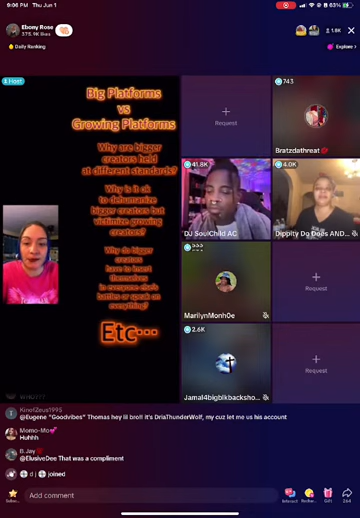 9:06 PM Thu Jun 1
63%
Ebony Rose
375.9K likes
1.8K
Daily Ranking
Explore >
Host
Big Platforms
vs
Growing Platforms
Why are bigger
creators held
at different standards?
Why is it ok
to dehumanize
bigger creators but
victimize growing
creators?
Why do bigger
creators
have to insert
themselves
in everyone else's
battles or speak on
everything?
Etc...
Request
743
Bratzdathreat
41.8K
DJ SoulChild AC
4.0K
Dippity Do Does AND...
MarilynMonh0e
Request
2.6K
Jamal4bigblkbacksho...
Request
KinofZeus1995
@Eugene "Goodvibes" Thomas hey lil bro!! it's DriaThunderWolf, my cuz let me us his account
Momo-Mo
Huhhh
B.Jay
@ElusiveDee That was a compliment
d j joined
Add comment
Interact
Gift
264